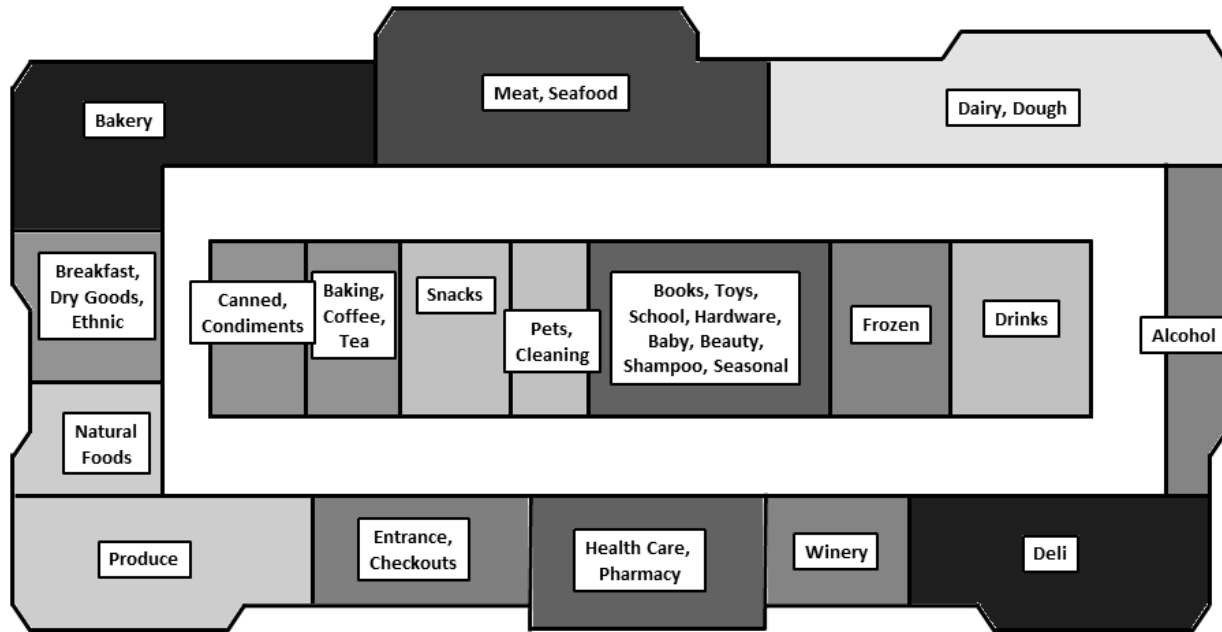 Meat, Seafood
Dairy, Dough
Bakery
Breakfast,
Dry Goods,
Ethnic
Canned,
Condiments
Baking,
Coffee,
Tea
Snacks
Pets,
Cleaning
Books, Toys,
School, Hardware,
Baby, Beauty,
Shampoo, Seasonal
Frozen
Drinks
Alcohol
Natural
Foods
Produce
Entrance,
Checkouts
Health Care,
Pharmacy
Winery
Deli